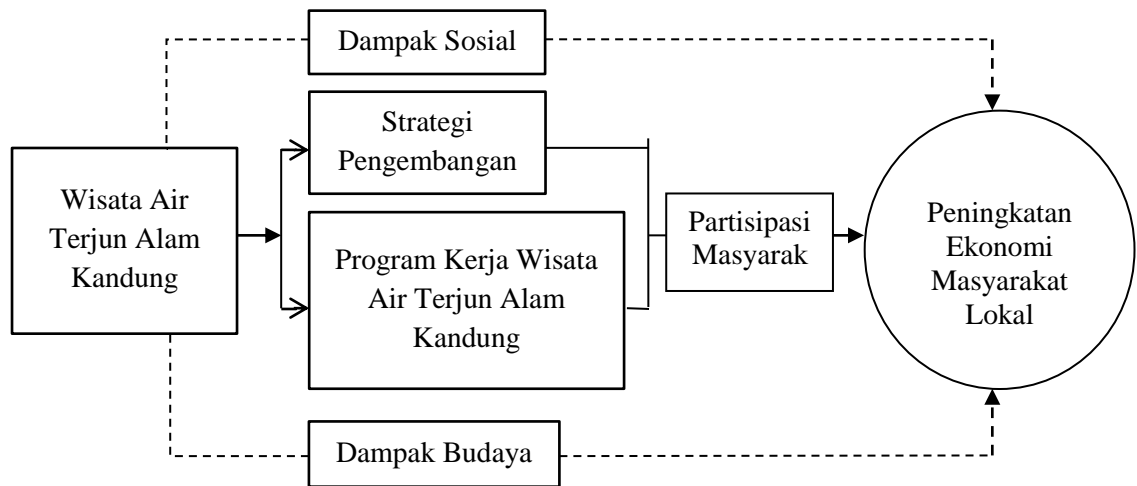 Dampak Sosial
Strategi
Pengembangan
Wisata Air
Terjun Alam
Kandung
Program Kerja Wisata
Air Terjun Alam
Kandung
Partisipasi
Masyarak
Peningkatan
Ekonomi
Masyarakat
Lokal
Dampak Budaya